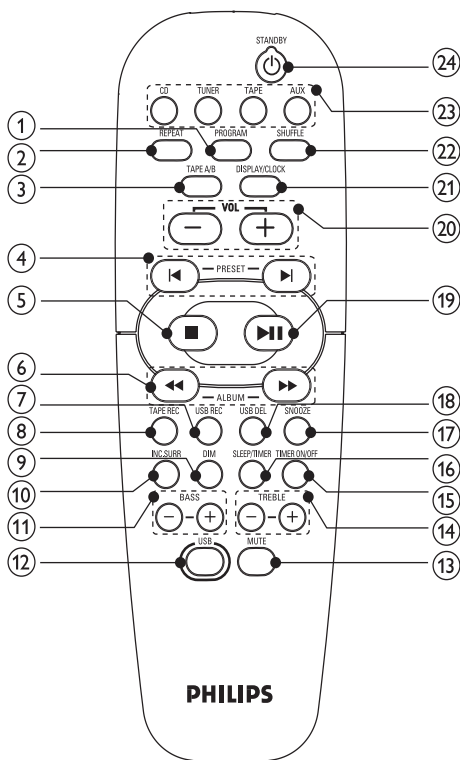 STANDBY
24
CD TUNER TAPE AUX
23
1
REPEAT PROGRAM SHUFFLE
2
22
TAPE A/B DISPLAY/CLOCK
3
21
VOL
20
4
PRESET
5
19
6
ALBUM
7
18
TAPE REC USB REC USB DEL SNOOZE
8
17
9
INC.SURR DIM SLEEP/TIMER TIMER ON/OFF
16
10
15
BASS TREBLE
11
14
USB MUTE
12
13
PHILIPS